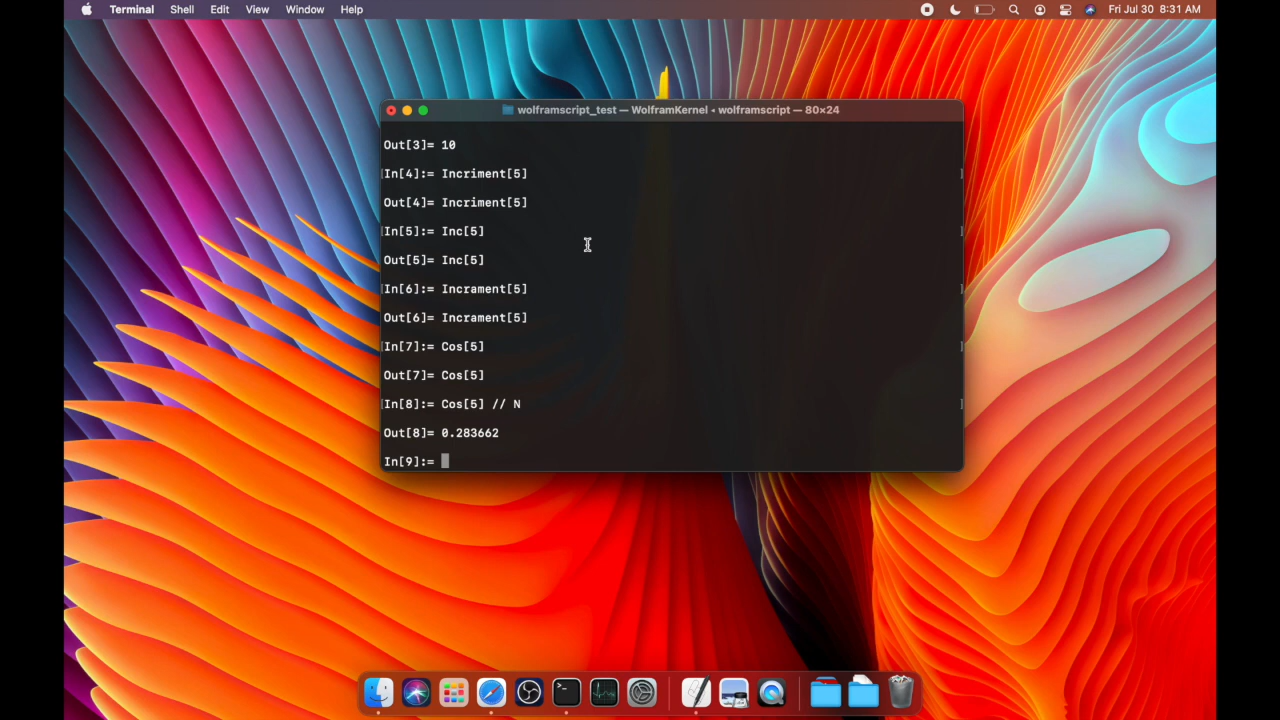 Terminal Shell Edit View Window Help Fri Jul 30 8:31 AM
wolframscript_test — WolframKernel ◂ wolframscript — 80×24
Out[3]= 10
[In[4]:= Incriment[5] ]
Out[4]= Incriment[5]
[In[5]:= Inc[5] ]
Out[5]= Inc[5]
[In[6]:= Incrament[5] ]
Out[6]= Incrament[5]
[In[7]:= Cos[5] ]
Out[7]= Cos[5]
[In[8]:= Cos[5] // N ]
Out[8]= 0.283662
In[9]:=